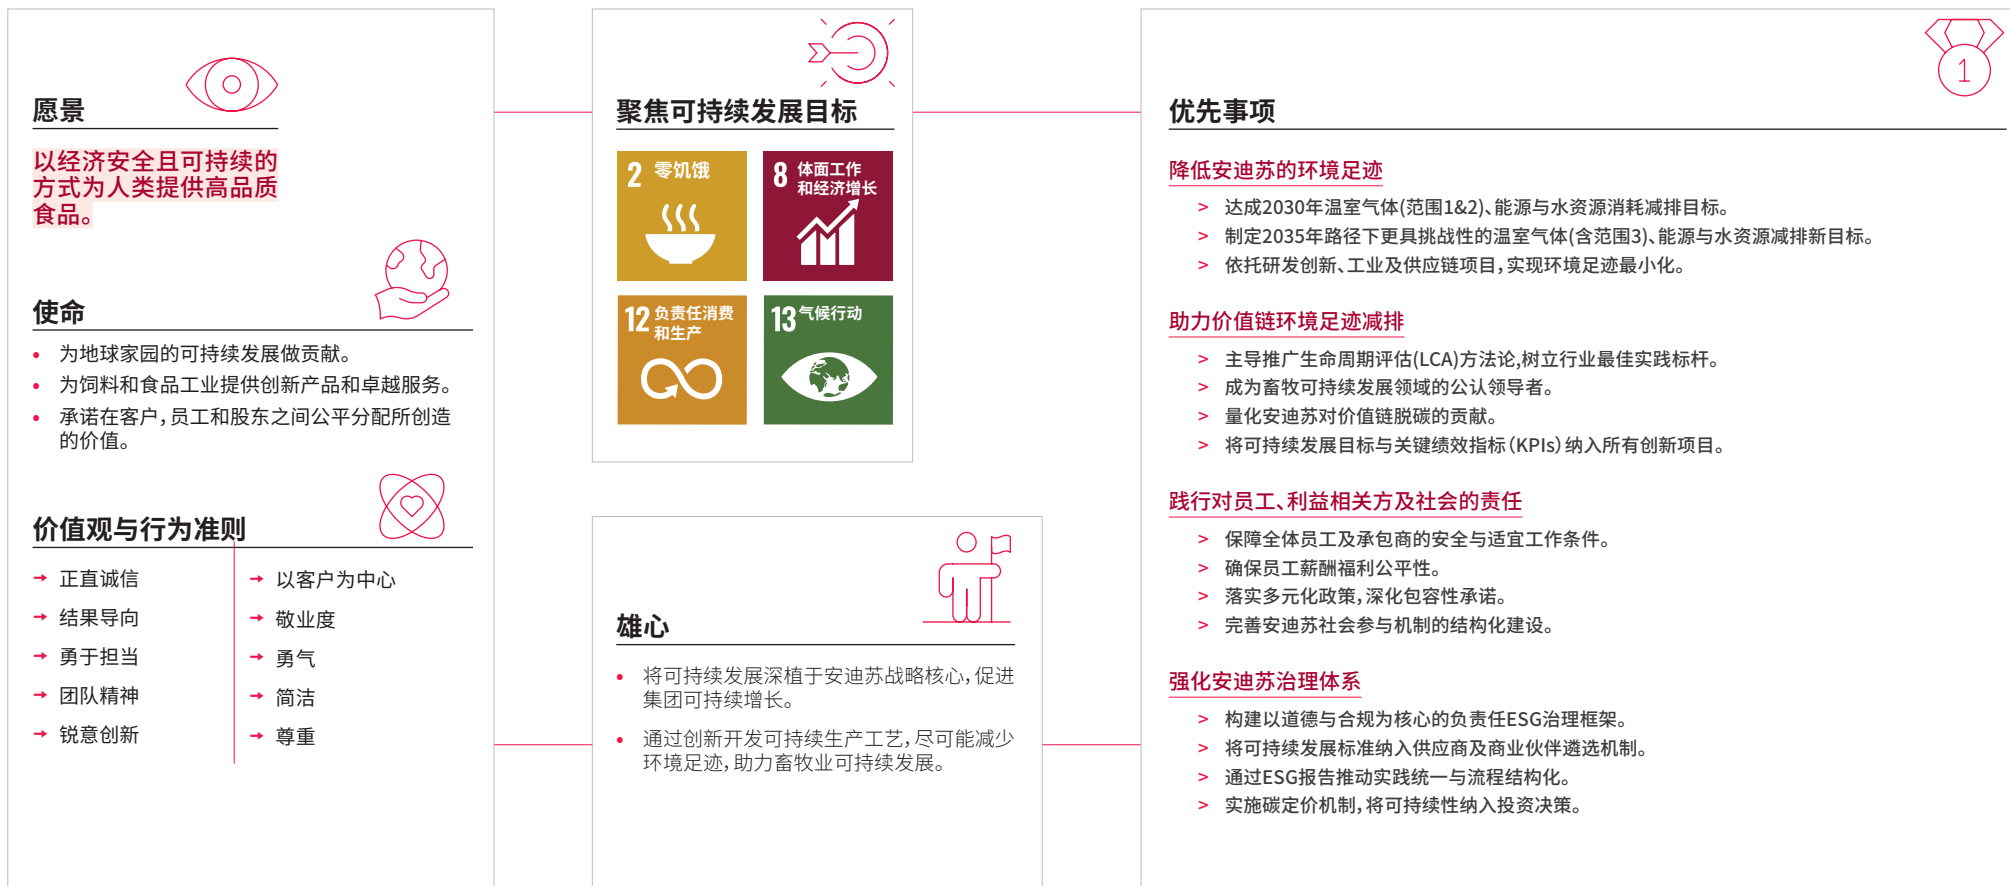 愿景
以经济安全且可持续的
方式为人类提供高品质
食品。
使命
• 为地球家园的可持续发展做贡献。
• 为饲料和食品工业提供创新产品和卓越服务。
• 承诺在客户,员工和股东之间公平分配所创造
的价值。
价值观与行为准则
→ 正直诚信
→ 结果导向
→ 勇于担当
→ 团队精神
→ 锐意创新
→ 以客户为中心
→ 敬业度
→ 勇气
→ 简洁
→ 尊重
聚焦可持续发展目标
2 零饥饿
8 体面工作
和经济增长
12 负责任消费
和生产
13 气候行动
雄心
• 将可持续发展深植于安迪苏战略核心,促进
集团可持续增长。
• 通过创新开发可持续生产工艺,尽可能减少
环境足迹,助力畜牧业可持续发展。
1
优先事项
降低安迪苏的环境足迹
> 达成2030年温室气体(范围1&2)、能源与水资源消耗减排目标。
> 制定2035年路径下更具挑战性的温室气体(含范围3)、能源与水资源减排新目标。
> 依托研发创新、工业及供应链项目,实现环境足迹最小化。
助力价值链环境足迹减排
> 主导推广生命周期评估(LCA)方法论,树立行业最佳实践标杆。
> 成为畜牧可持续发展领域的公认领导者。
> 量化安迪苏对价值链脱碳的贡献。
> 将可持续发展目标与关键绩效指标(KPIs)纳入所有创新项目。
践行对员工、利益相关方及社会的责任
> 保障全体员工及承包商的安全与适宜工作条件。
> 确保员工薪酬福利公平性。
> 落实多元化政策,深化包容性承诺。
> 完善安迪苏社会参与机制的结构化建设。
强化安迪苏治理体系
> 构建以道德与合规为核心的负责任ESG治理框架。
> 将可持续发展标准纳入供应商及商业伙伴遴选机制。
> 通过ESG报告推动实践统一与流程结构化。
> 实施碳定价机制,将可持续性纳入投资决策。